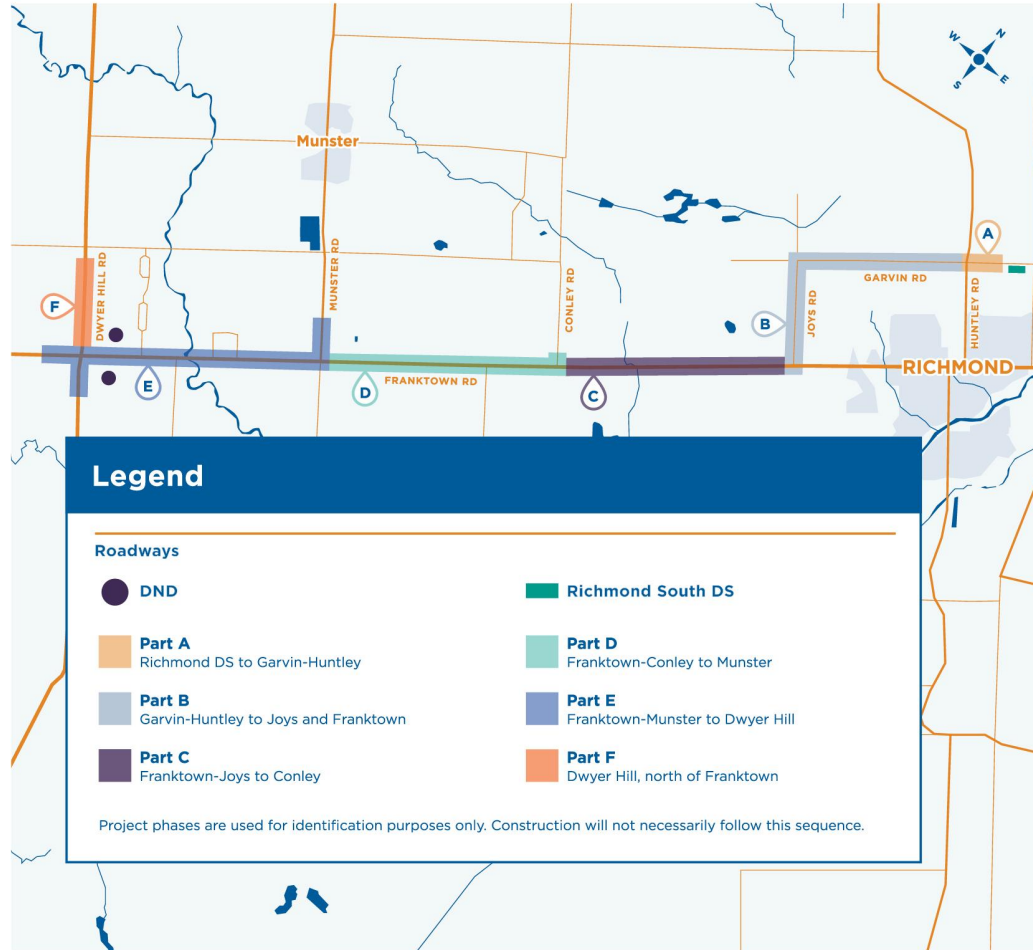 W
N
S
E
Munster
A
DWYER HILL RD
MUNSTER RD
CONLEY RD
JOYS RD
GARVIN RD
HUNTLEY RD
F
B
E
D
FRANKTOWN RD
C
RICHMOND
Legend
Roadways
DND
Richmond South DS
Part A
Richmond DS to Garvin-Huntley
Part D
Franktown-Conley to Munster
Part B
Garvin-Huntley to Joys and Franktown
Part E
Franktown-Munster to Dwyer Hill
Part C
Franktown-Joys to Conley
Part F
Dwyer Hill, north of Franktown
Project phases are used for identification purposes only. Construction will not necessarily follow this sequence.